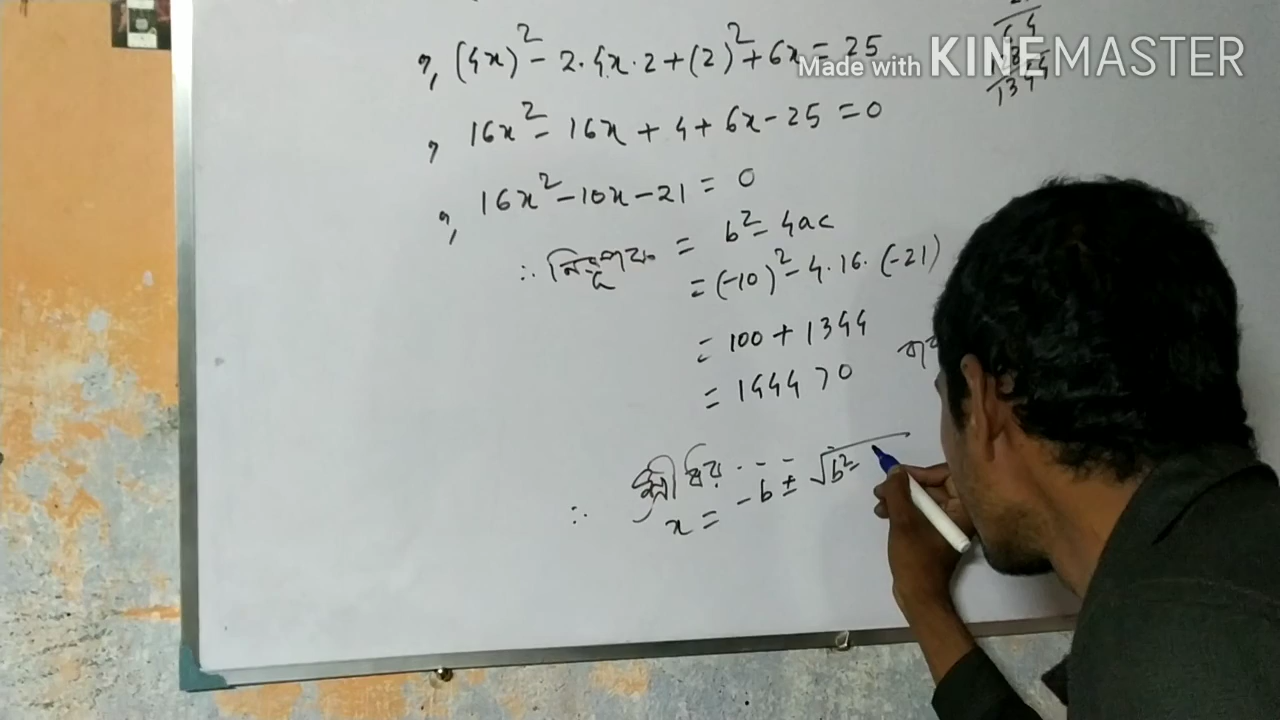 Made with KINEMASTER
, (4x)² - 2·4x·2 + (2)² + 6x = 25
, 16x² - 16x + 4 + 6x - 25 = 0
, 16x² - 10x - 21 = 0
∴ = b² - 4ac
= (-10)² - 4·16·(-21)
= 100 + 1344
= 1444 > 0
1344
∴
x = -b ± √b² -